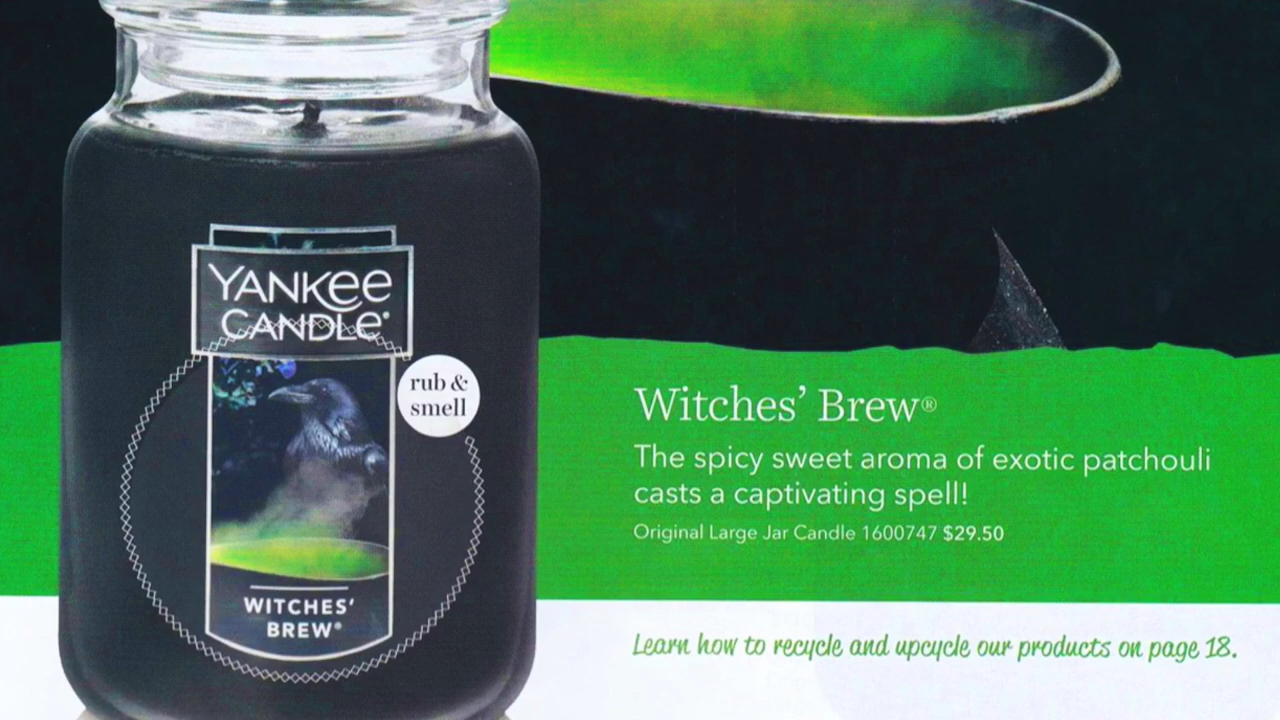 YANKEE
CANDLE®
rub &
smell
WITCHES'
BREW®
Witches' Brew®
The spicy sweet aroma of exotic patchouli
casts a captivating spell!
Original Large Jar Candle 1600747 $29.50
Learn how to recycle and upcycle our products on page 18.